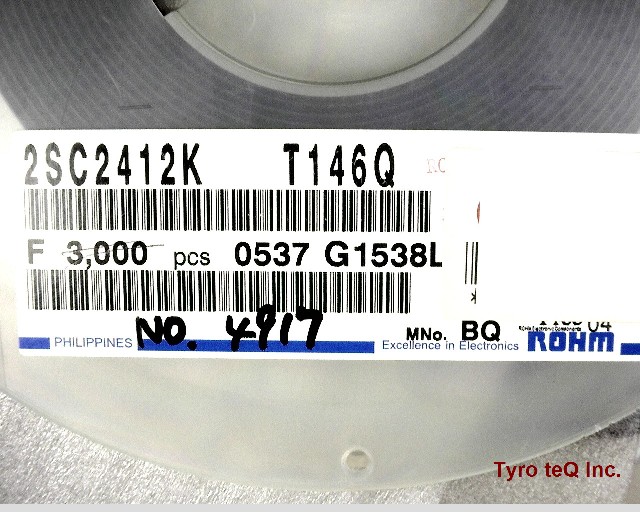 2SC2412K T146Q
F 3,000 pcs 0537 G1538L
NO. 4917
MNo. BQ
PHILIPPINES
Excellence in Electronics
ROHM
Tyro teQ Inc.